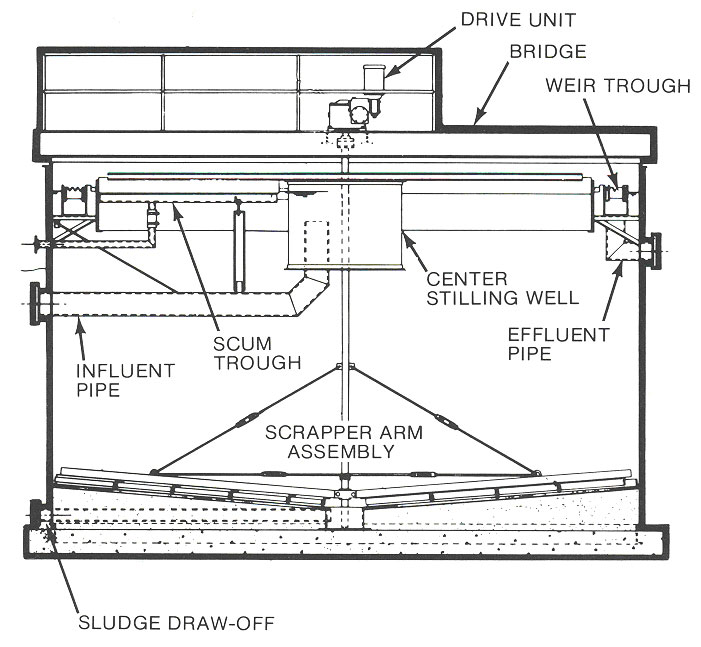 DRIVE UNIT
BRIDGE
WEIR TROUGH
CENTER
STILLING WELL
EFFLUENT
PIPE
SCUM
TROUGH
INFLUENT
PIPE
SCRAPPER ARM
ASSEMBLY
SLUDGE DRAW-OFF